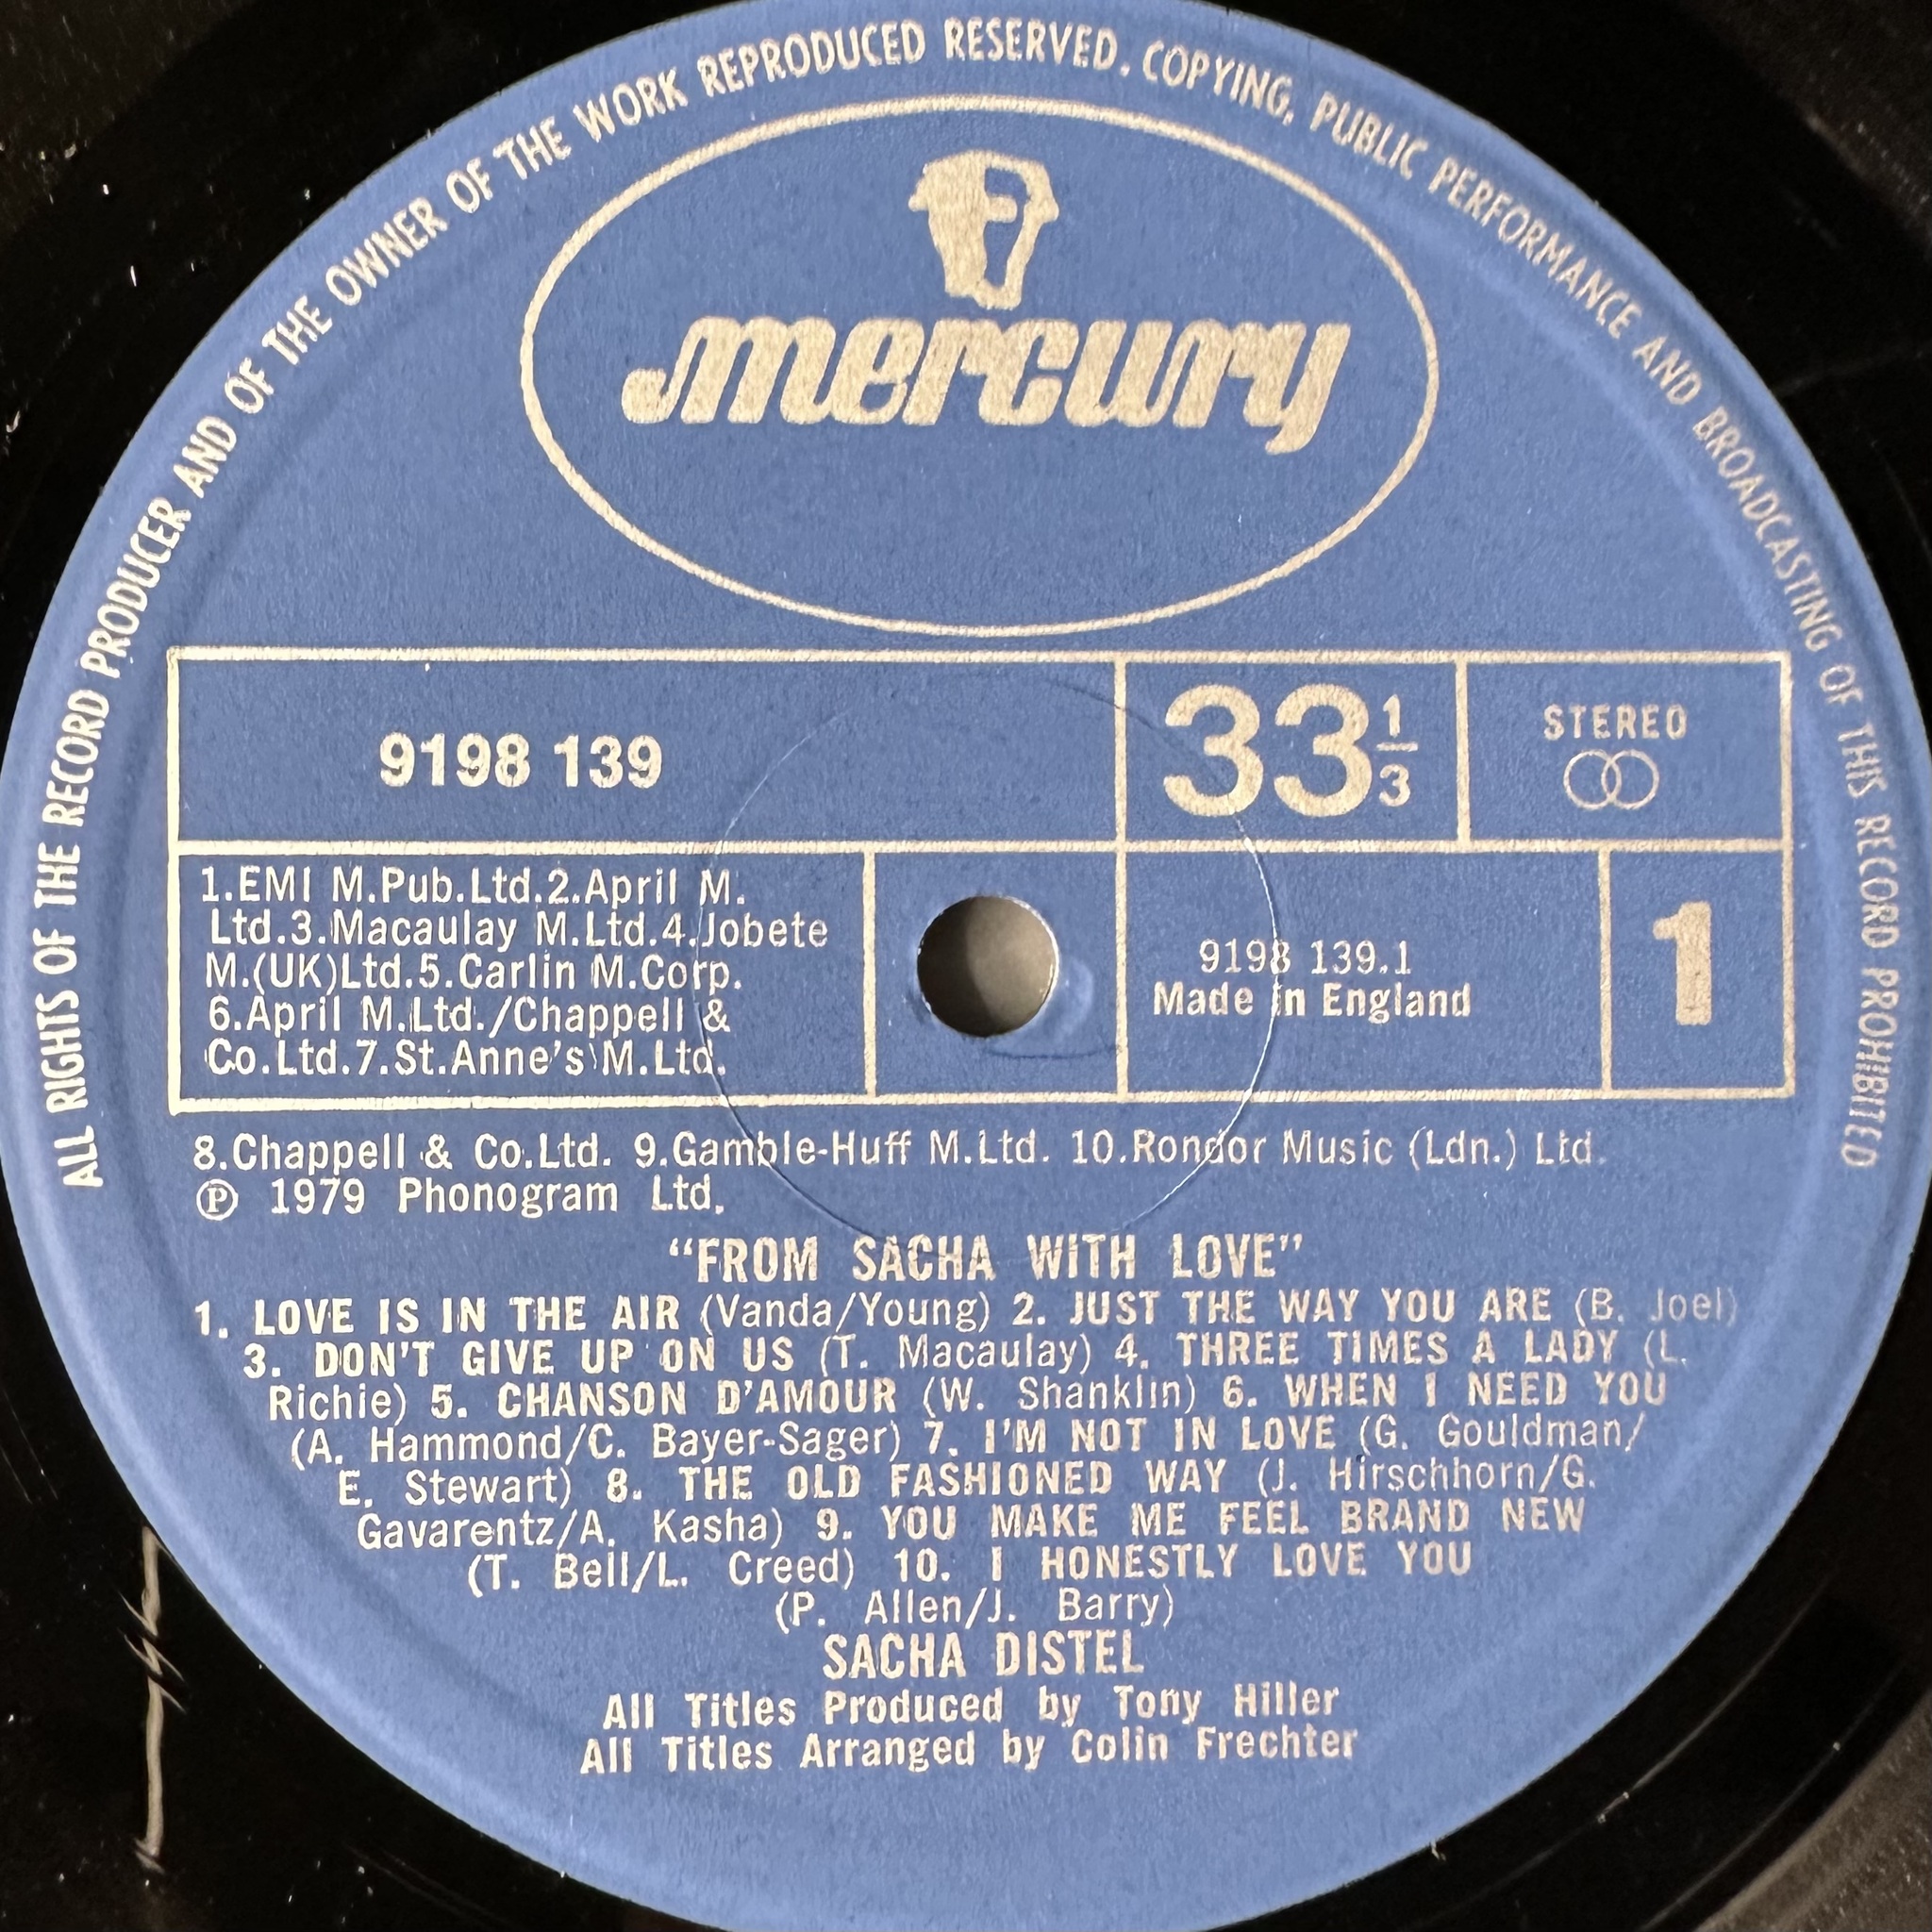 ALL RIGHTS OF THE RECORD PRODUCER AND OF THE OWNER OF THE WORK REPRODUCED RESERVED. COPYING, PUBLIC PERFORMANCE AND BROADCASTING OF THIS RECORD PROHIBITED
mercury
9198 139
33 1/3
STEREO
1.EMI M.Pub.Ltd.2.April M.
Ltd.3.Macaulay M.Ltd.4.Jobete
M.(UK)Ltd.5.Carlin M.Corp.
6.April M.Ltd./Chappell &
Co.Ltd.7.St.Anne's M.Ltd.
9198 139.1
Made in England
1
8.Chappell & Co.Ltd. 9.Gamble-Huff M.Ltd. 10.Rondor Music (Ldn.) Ltd.
Ⓟ 1979 Phonogram Ltd.
"FROM SACHA WITH LOVE"
1. LOVE IS IN THE AIR (Vanda/Young) 2. JUST THE WAY YOU ARE (B. Joel)
3. DON'T GIVE UP ON US (T. Macaulay) 4. THREE TIMES A LADY (L.
Richie) 5. CHANSON D'AMOUR (W. Shanklin) 6. WHEN I NEED YOU
(A. Hammond/C. Bayer-Sager) 7. I'M NOT IN LOVE (G. Gouldman/
E. Stewart) 8. THE OLD FASHIONED WAY (J. Hirschhorn/G.
Gavarentz/A. Kasha) 9. YOU MAKE ME FEEL BRAND NEW
(T. Bell/L. Creed) 10. I HONESTLY LOVE YOU
(P. Allen/J. Barry)
SACHA DISTEL
All Titles Produced by Tony Hiller
All Titles Arranged by Colin Frechter